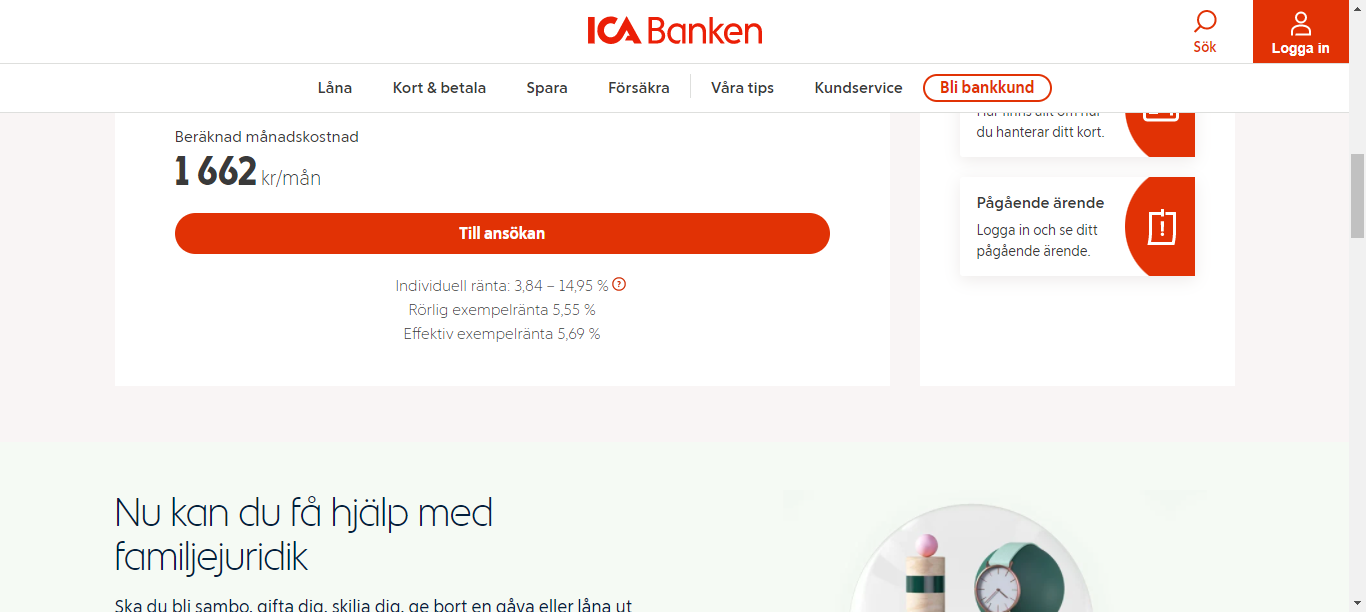 ICA Banken
Sök
Logga in
Låna
Kort & betala
Spara
Försäkra
Våra tips
Kundservice
Bli bankkund
Beräknad månadskostnad
1 662 kr/mån
Till ansökan
Individuell ränta: 3,84 – 14,95 % ?
Rörlig exempelränta 5,55 %
Effektiv exempelränta 5,69 %
du hanterar ditt kort.
Pågående ärende
Logga in och se ditt
pågående ärende.
Nu kan du få hjälp med
familjejuridik
Ska du bli sambo, gifta dig, skilja dig, ge bort en gåva eller låna ut